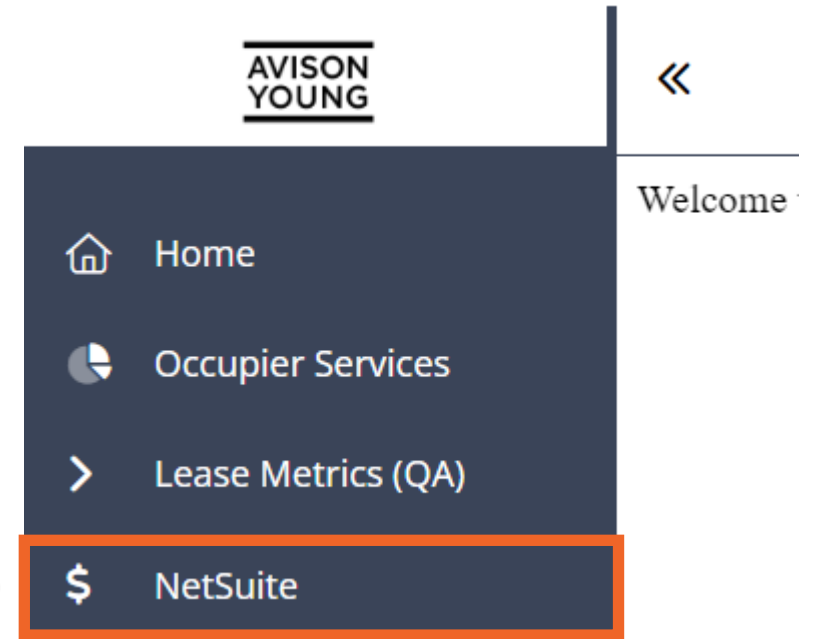 AVISON
YOUNG
Welcome
Home
Occupier Services
Lease Metrics (QA)
$ NetSuite